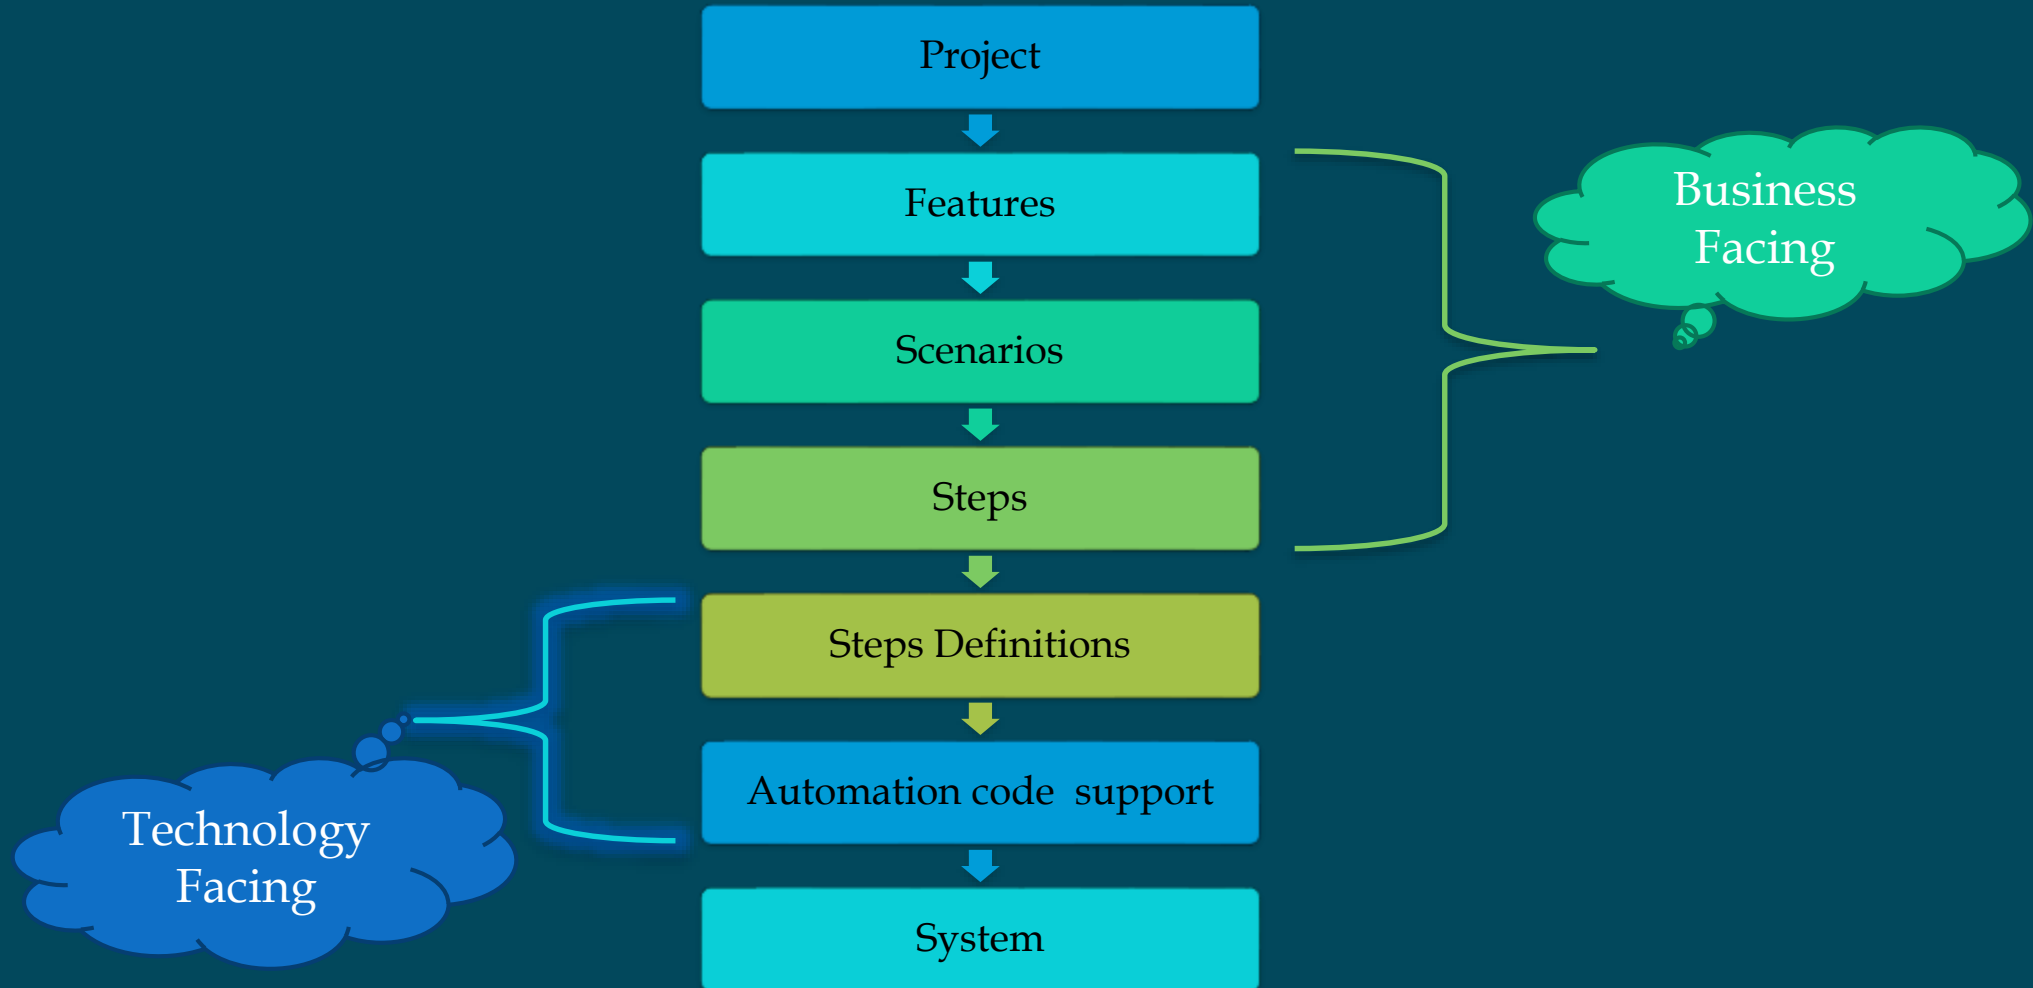 Project
Features
Business
Facing
Scenarios
Steps
Steps Definitions
Automation code  support
Technology
Facing
System